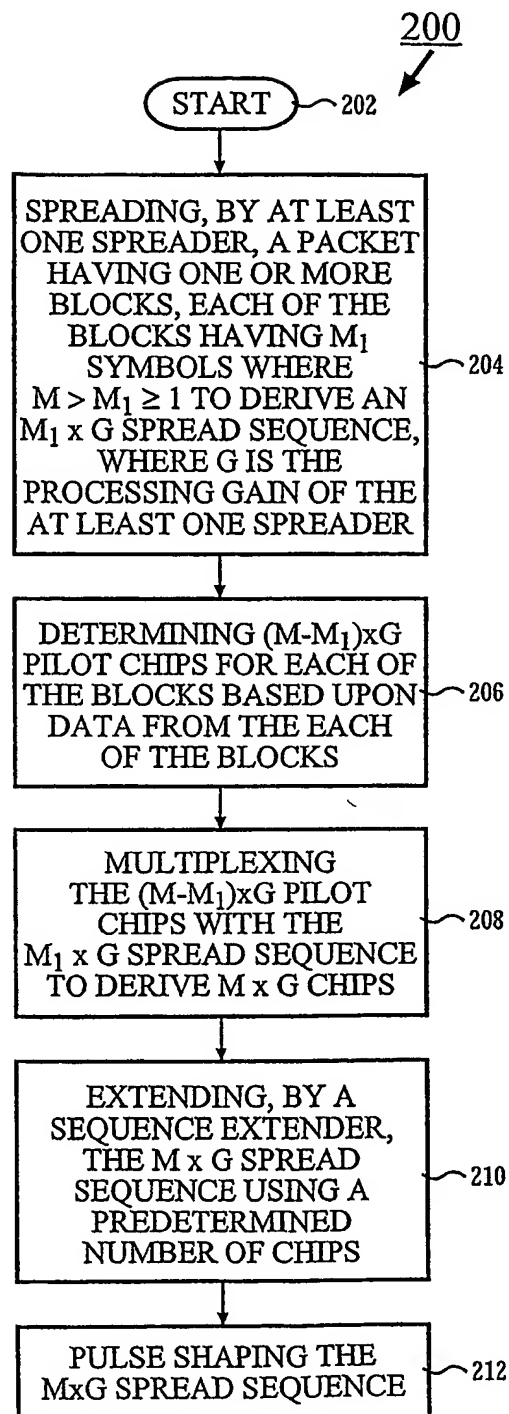 200
START
202
SPREADING, BY AT LEAST
ONE SPREADER, A PACKET
HAVING ONE OR MORE
BLOCKS, EACH OF THE
BLOCKS HAVING M₁
SYMBOLS WHERE
M > M₁ ≥ 1 TO DERIVE AN
M₁ x G SPREAD SEQUENCE,
WHERE G IS THE
PROCESSING GAIN OF THE
AT LEAST ONE SPREADER
204
DETERMINING (M-M₁)xG
PILOT CHIPS FOR EACH OF
THE BLOCKS BASED UPON
DATA FROM THE EACH
OF THE BLOCKS
206
MULTIPLEXING
THE (M-M₁)xG PILOT
CHIPS WITH THE
M₁ x G SPREAD SEQUENCE
TO DERIVE M x G CHIPS
208
EXTENDING, BY A
SEQUENCE EXTENDER,
THE M x G SPREAD
SEQUENCE USING A
PREDETERMINED
NUMBER OF CHIPS
210
PULSE SHAPING THE
MxG SPREAD SEQUENCE
212